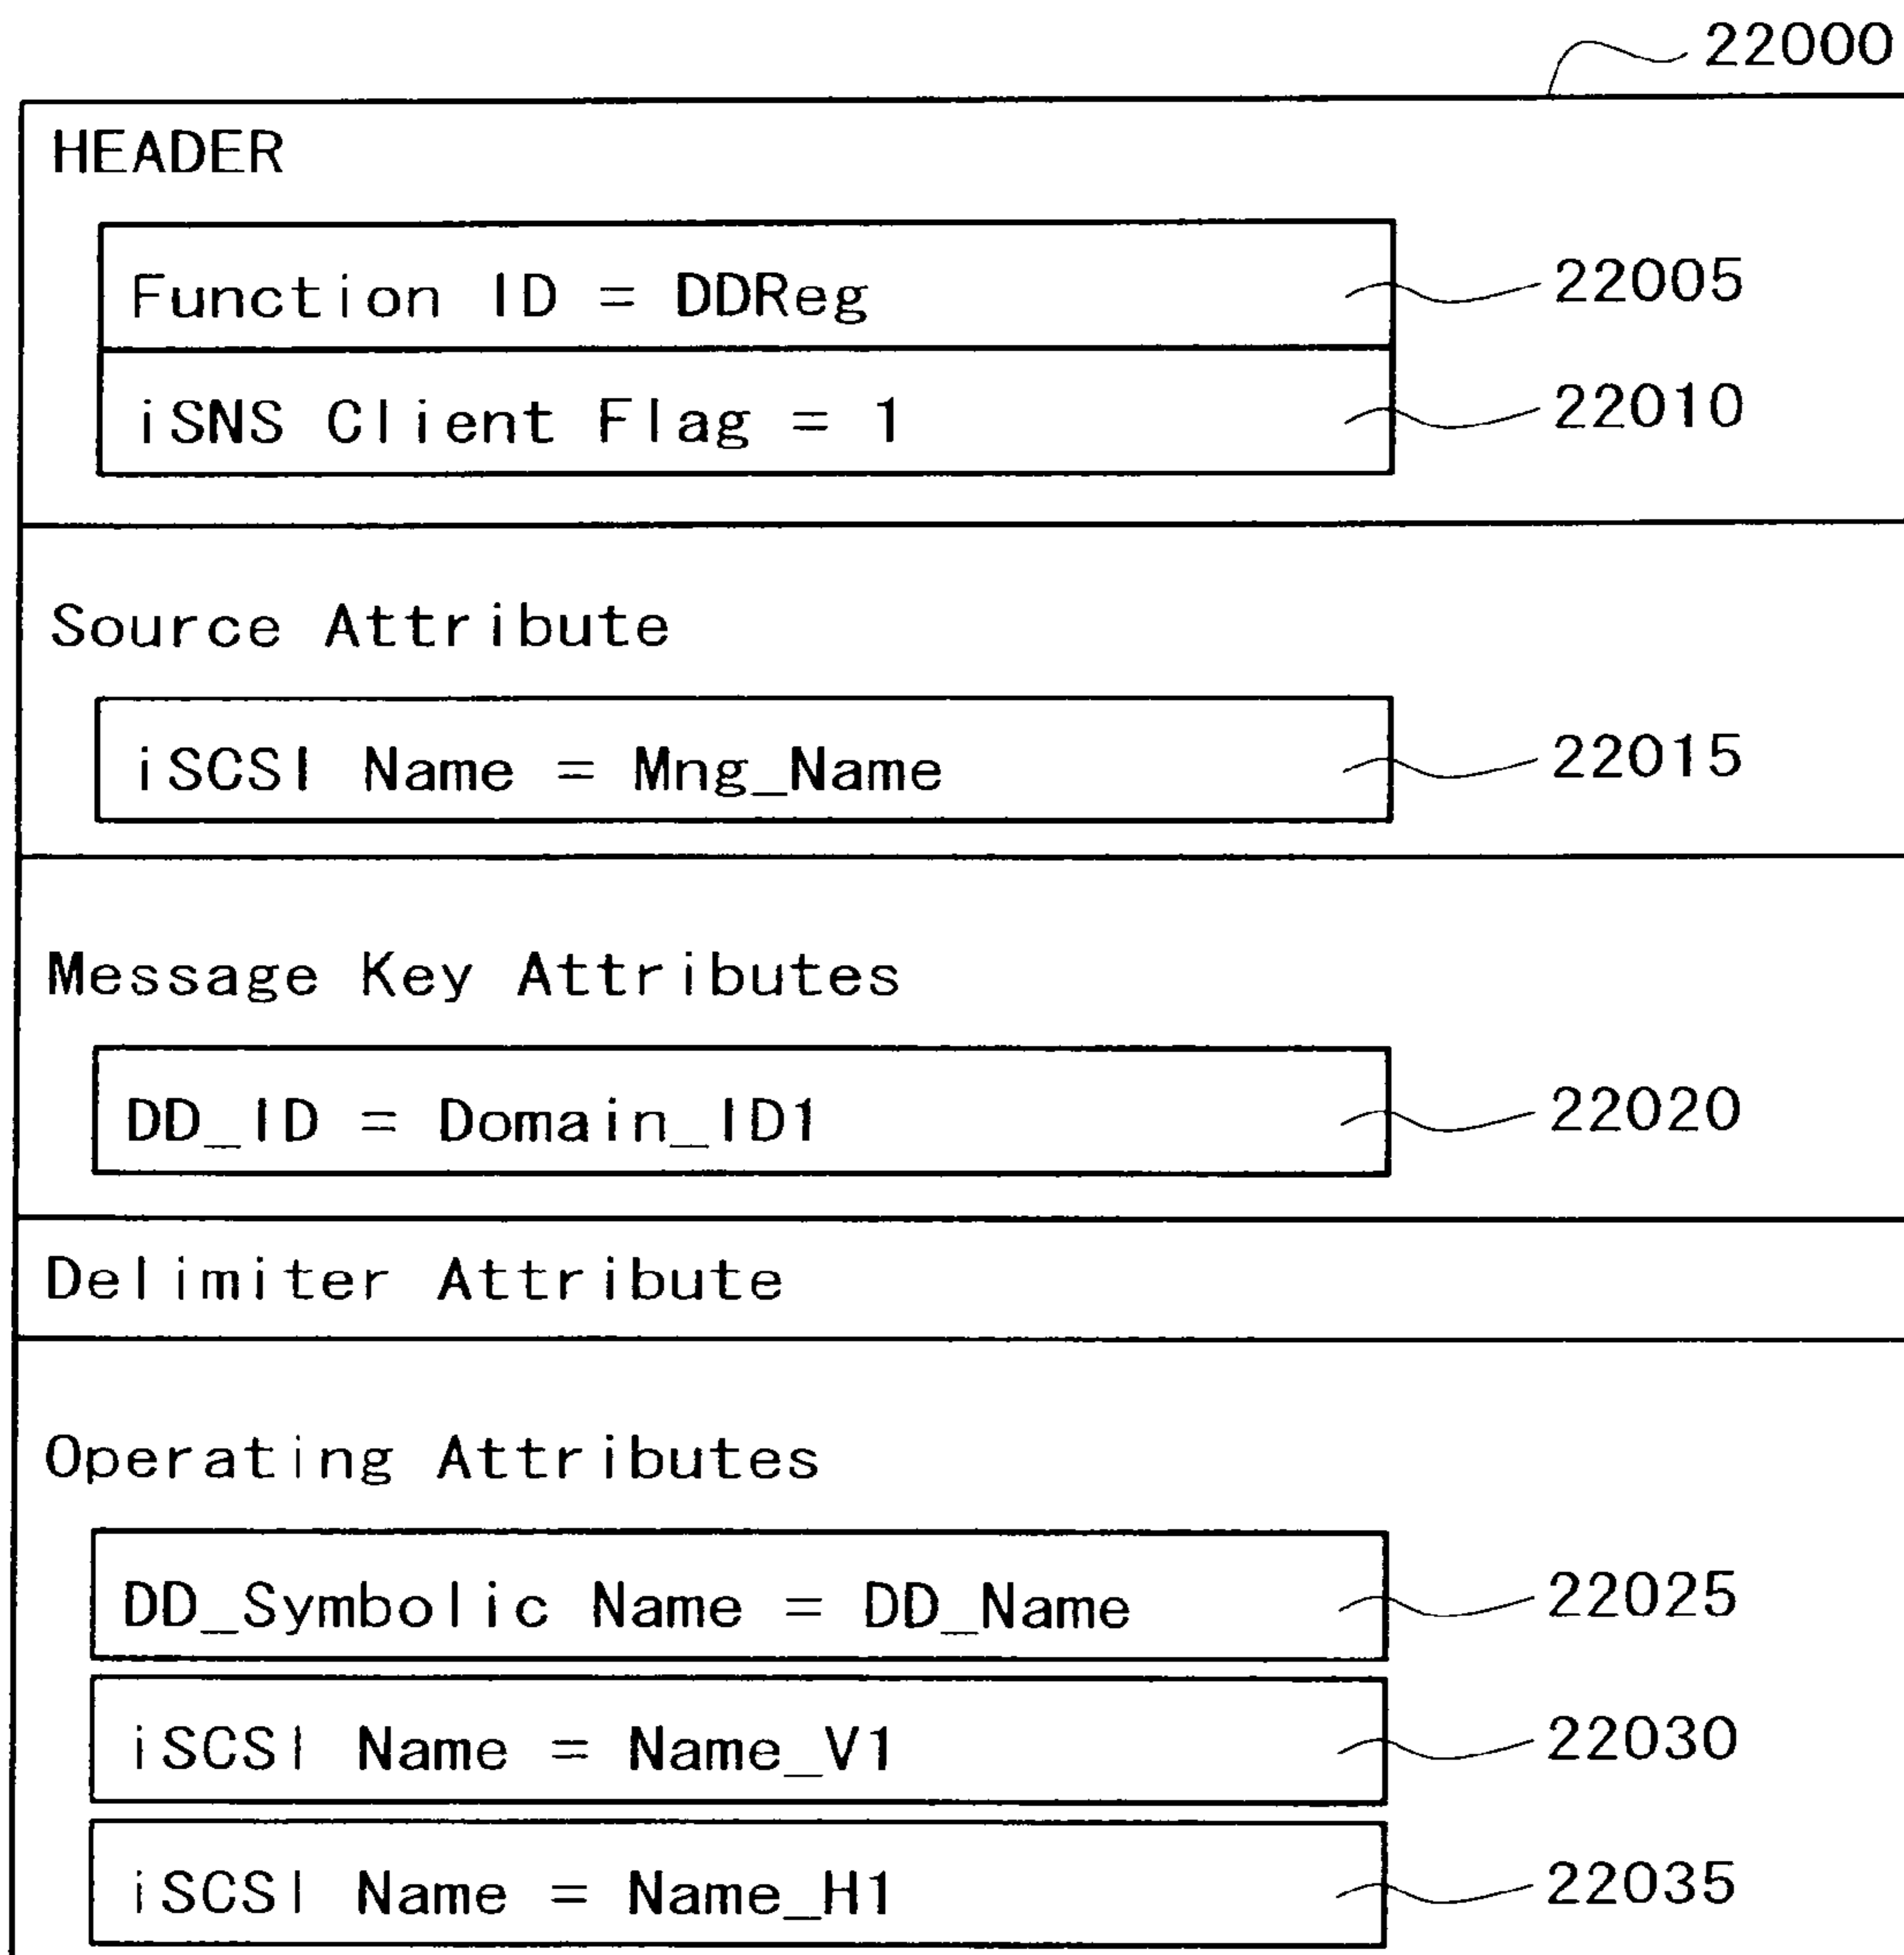 22000
HEADER
Function ID = DDReg 22005
iSNS Client Flag = 1 22010
Source Attribute
iSCSI Name = Mng_Name 22015
Message Key Attributes
DD_ID = Domain_ID1 22020
Delimiter Attribute
Operating Attributes
DD_Symbolic Name = DD_Name 22025
iSCSI Name = Name_V1 22030
iSCSI Name = Name_H1 22035